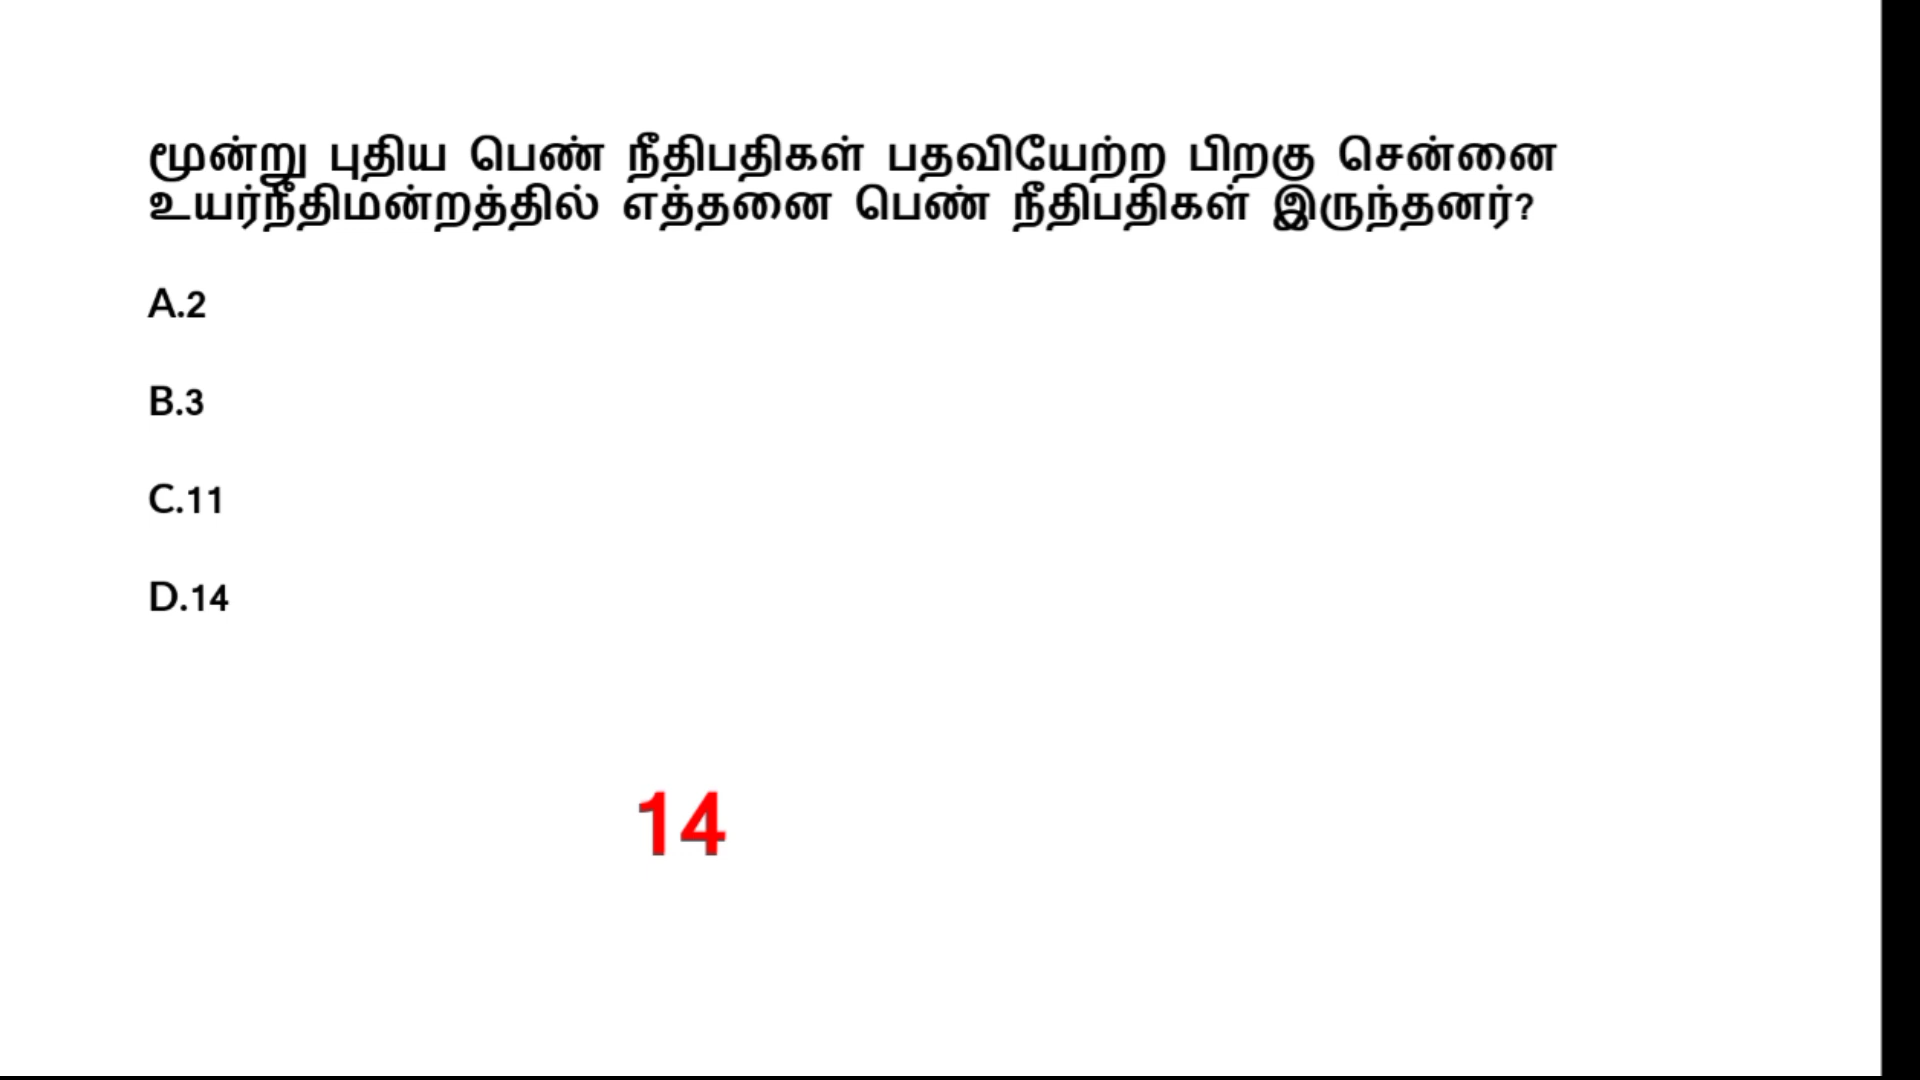 மூன்று புதிய பெண் நீதிபதிகள் பதவியேற்ற பிறகு சென்னை
உயர்நீதிமன்றத்தில் எத்தனை பெண் நீதிபதிகள் இருந்தனர்?
A.2
B.3
C.11
D.14
14